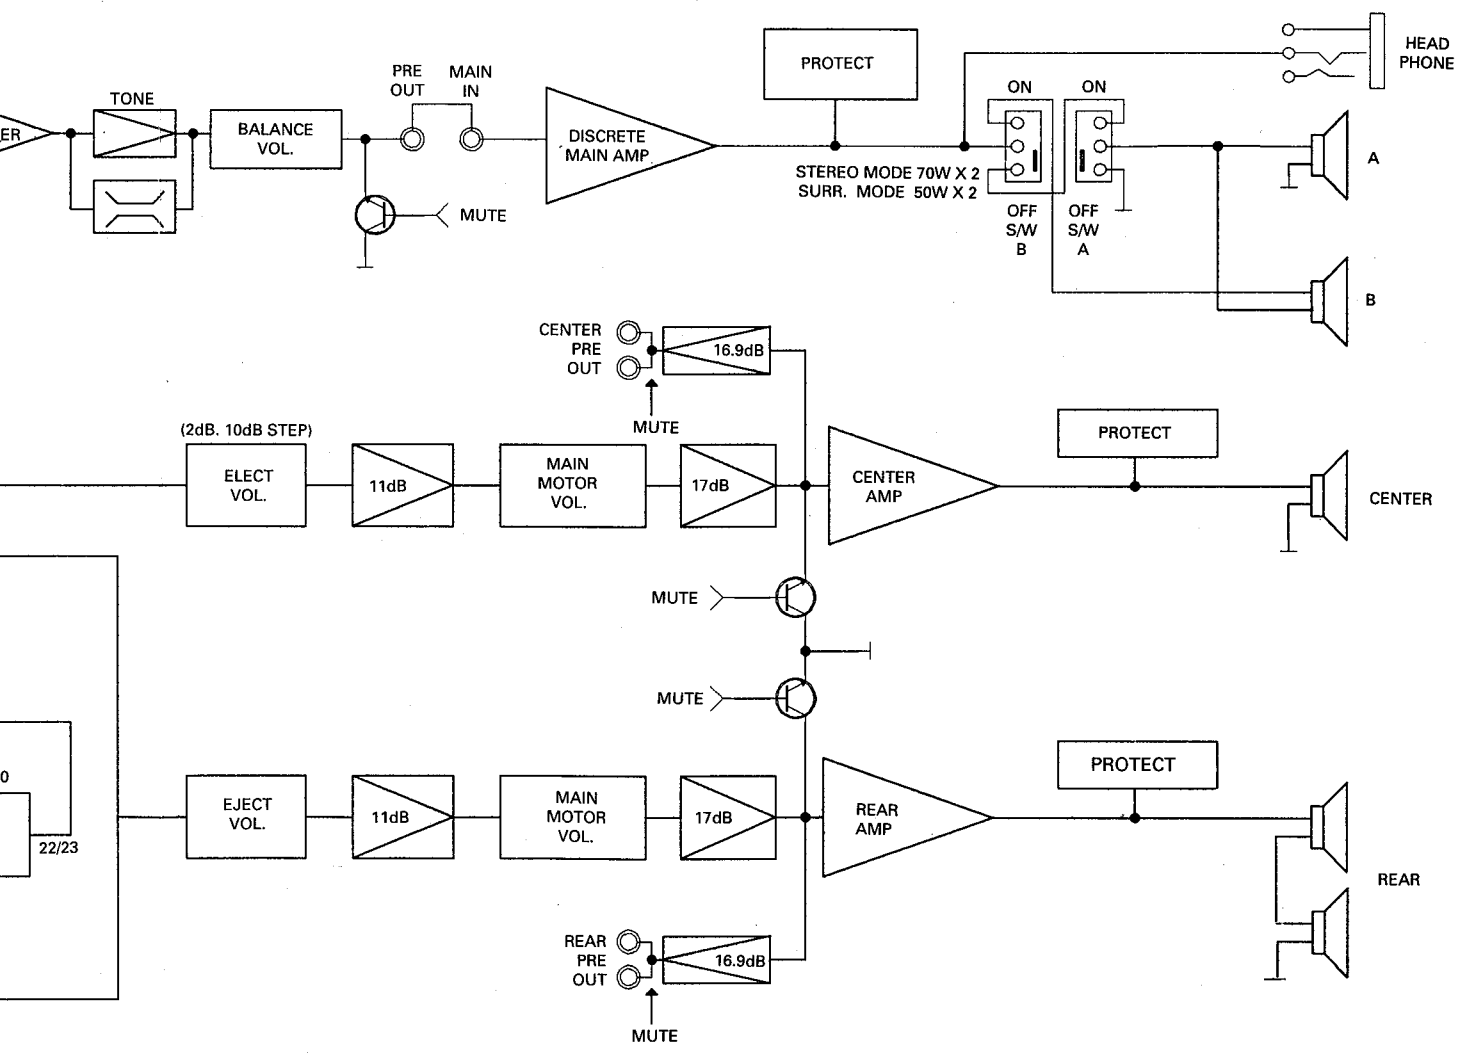 HEAD
PHONE
PROTECT
PRE
OUT
MAIN
IN
ON
ON
TONE
ER
BALANCE
VOL.
DISCRETE
MAIN AMP
A
STEREO MODE 70W X 2
SURR. MODE 50W X 2
MUTE
OFF
S/W
B
OFF
S/W
A
B
CENTER
PRE
OUT
16.9dB
MUTE
(2dB. 10dB STEP)
ELECT
VOL.
11dB
MAIN
MOTOR
VOL.
17dB
CENTER
AMP
PROTECT
CENTER
MUTE
MUTE
PROTECT
0
22/23
EJECT
VOL.
11dB
MAIN
MOTOR
VOL.
17dB
REAR
AMP
REAR
REAR
PRE
OUT
16.9dB
MUTE